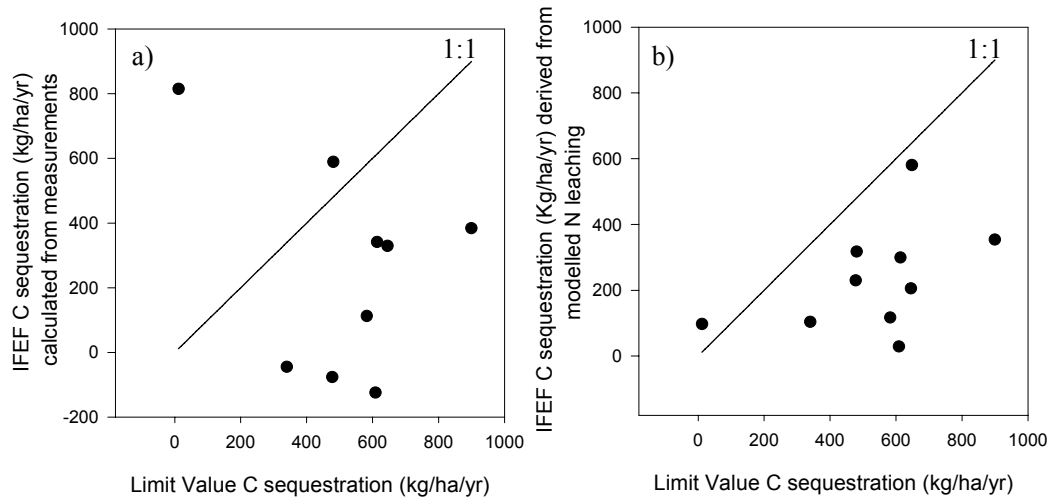 a)
1:1
IFEF C sequestration (kg/ha/yr)
calculated from measurements
1000
800
600
400
200
0
-200
0 200 400 600 800 1000
Limit Value C sequestration (kg/ha/yr)
b)
1:1
IFEF C sequestration (Kg/ha/yr) derived from
modelled N leaching
1000
800
600
400
200
0
0 200 400 600 800 1000
Limit Value C sequestration (kg/ha/yr)